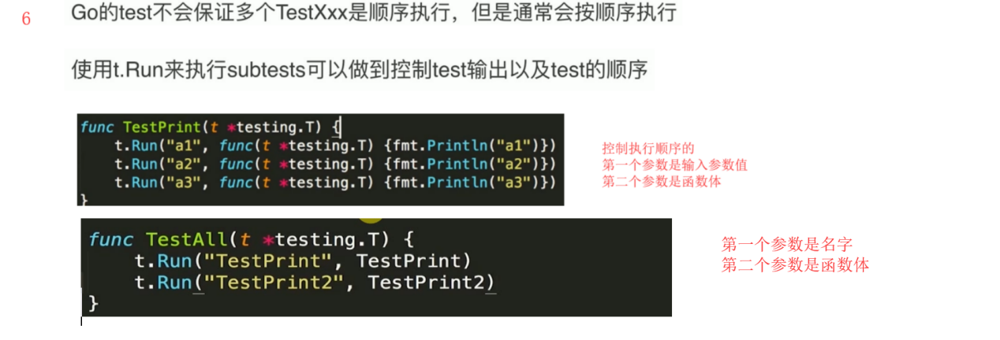 6
Go的test不会保证多个TestXxx是顺序执行，但是通常会按顺序执行
使用t.Run来执行subtests可以做到控制test输出以及test的顺序
func TestPrint(t *testing.T) {
    t.Run("a1", func(t *testing.T) {fmt.Println("a1")})
    t.Run("a2", func(t *testing.T) {fmt.Println("a2")})
    t.Run("a3", func(t *testing.T) {fmt.Println("a3")})
}
控制执行顺序的
第一个参数是输入参数值
第二个参数是函数体
func TestAll(t *testing.T) {
    t.Run("TestPrint", TestPrint)
    t.Run("TestPrint2", TestPrint2)
}
第一个参数是名字
第二个参数是函数体